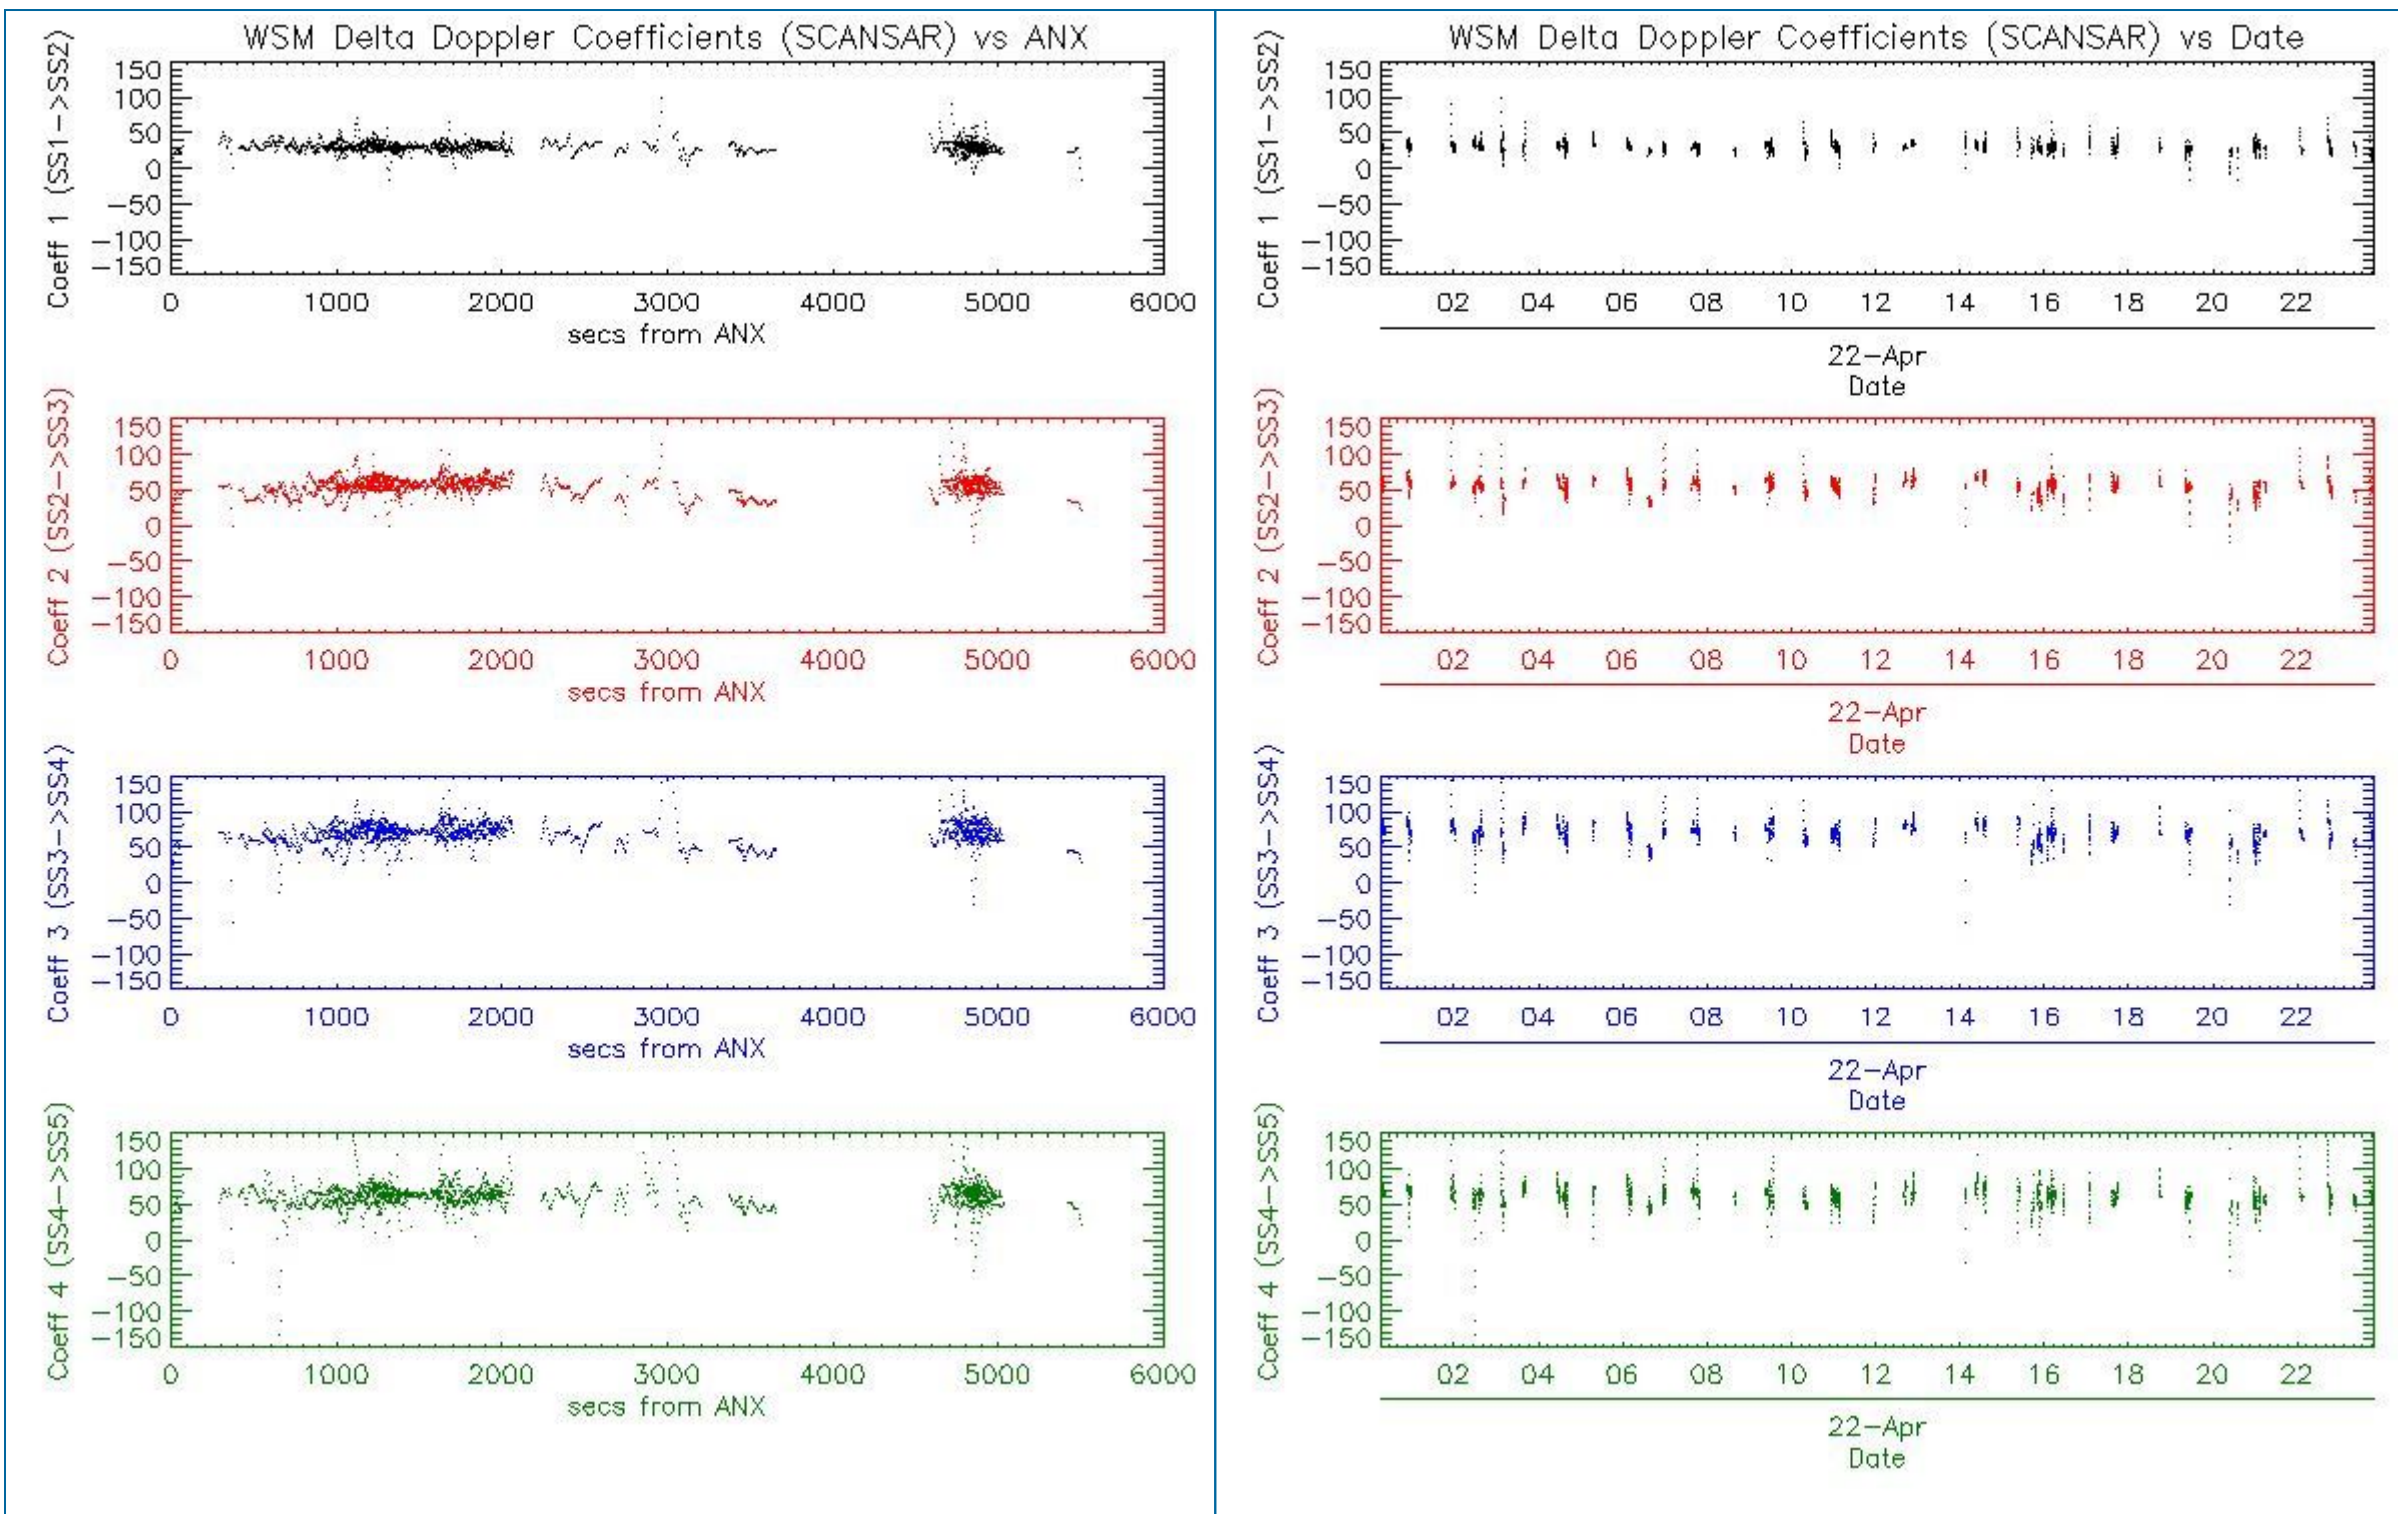 WSM Delta Doppler Coefficients (SCANSAR) vs ANX
Coeff 1 (SS1->SS2)
150
100
50
0
-50
-100
-150
0 1000 2000 3000 4000 5000 6000
secs from ANX
Coeff 2 (SS2->SS3)
150
100
50
0
-50
-100
-150
0 1000 2000 3000 4000 5000 6000
secs from ANX
Coeff 3 (SS3->SS4)
150
100
50
0
-50
-100
-150
0 1000 2000 3000 4000 5000 6000
secs from ANX
Coeff 4 (SS4->SS5)
150
100
50
0
-50
-100
-150
0 1000 2000 3000 4000 5000 6000
secs from ANX
WSM Delta Doppler Coefficients (SCANSAR) vs Date
Coeff 1 (SS1->SS2)
150
100
50
0
-50
-100
-150
02 04 06 08 10 12 14 16 18 20 22
22-Apr
Date
Coeff 2 (SS2->SS3)
150
100
50
0
-50
-100
-150
02 04 06 08 10 12 14 16 18 20 22
22-Apr
Date
Coeff 3 (SS3->SS4)
150
100
50
0
-50
-100
-150
02 04 06 08 10 12 14 16 18 20 22
22-Apr
Date
Coeff 4 (SS4->SS5)
150
100
50
0
-50
-100
-150
02 04 06 08 10 12 14 16 18 20 22
22-Apr
Date